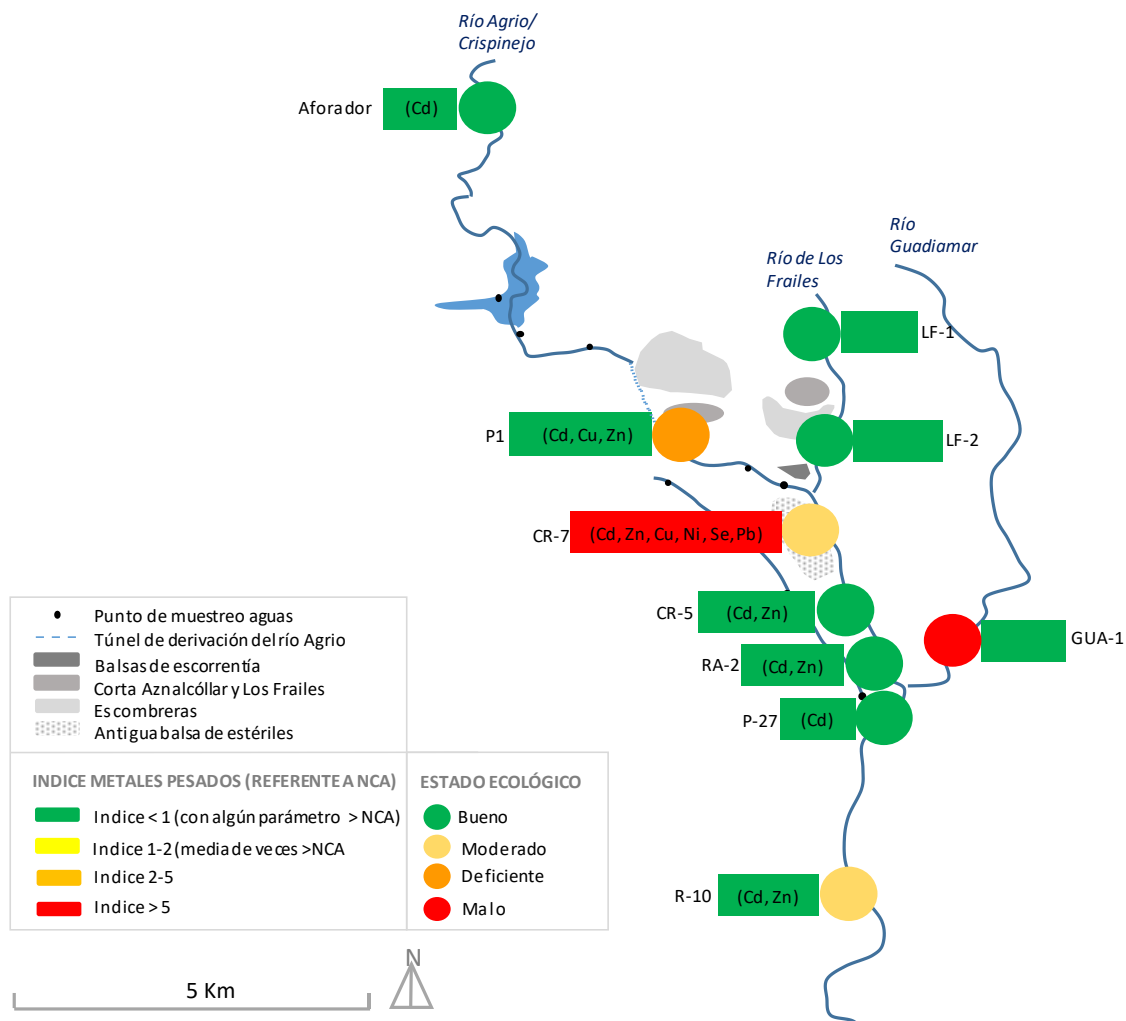 Río Agrio/
Crispinejo
Aforador
(Cd)
Río
Guadiamar
Río de Los
Frailes
LF-1
P1
(Cd, Cu, Zn)
LF-2
CR-7
(Cd, Zn, Cu, Ni, Se,Pb)
CR-5
(Cd, Zn)
GUA-1
RA-2
(Cd, Zn)
P-27
(Cd)
R-10
(Cd, Zn)
Punto de muestreo aguas
Túnel de derivación del río Agrio
Balsas de escorrentía
Corta Aznalcóllar y Los Frailes
Escombreras
Antigua balsa de estériles
INDICE METALES PESADOS (REFERENTE A NCA)
Indice < 1 (con algún parámetro > NCA)
Indice 1-2 (media de veces >NCA
Indice 2-5
Indice > 5
ESTADO ECOLÓGICO
Bueno
Moderado
Deficiente
Malo
5 Km
N